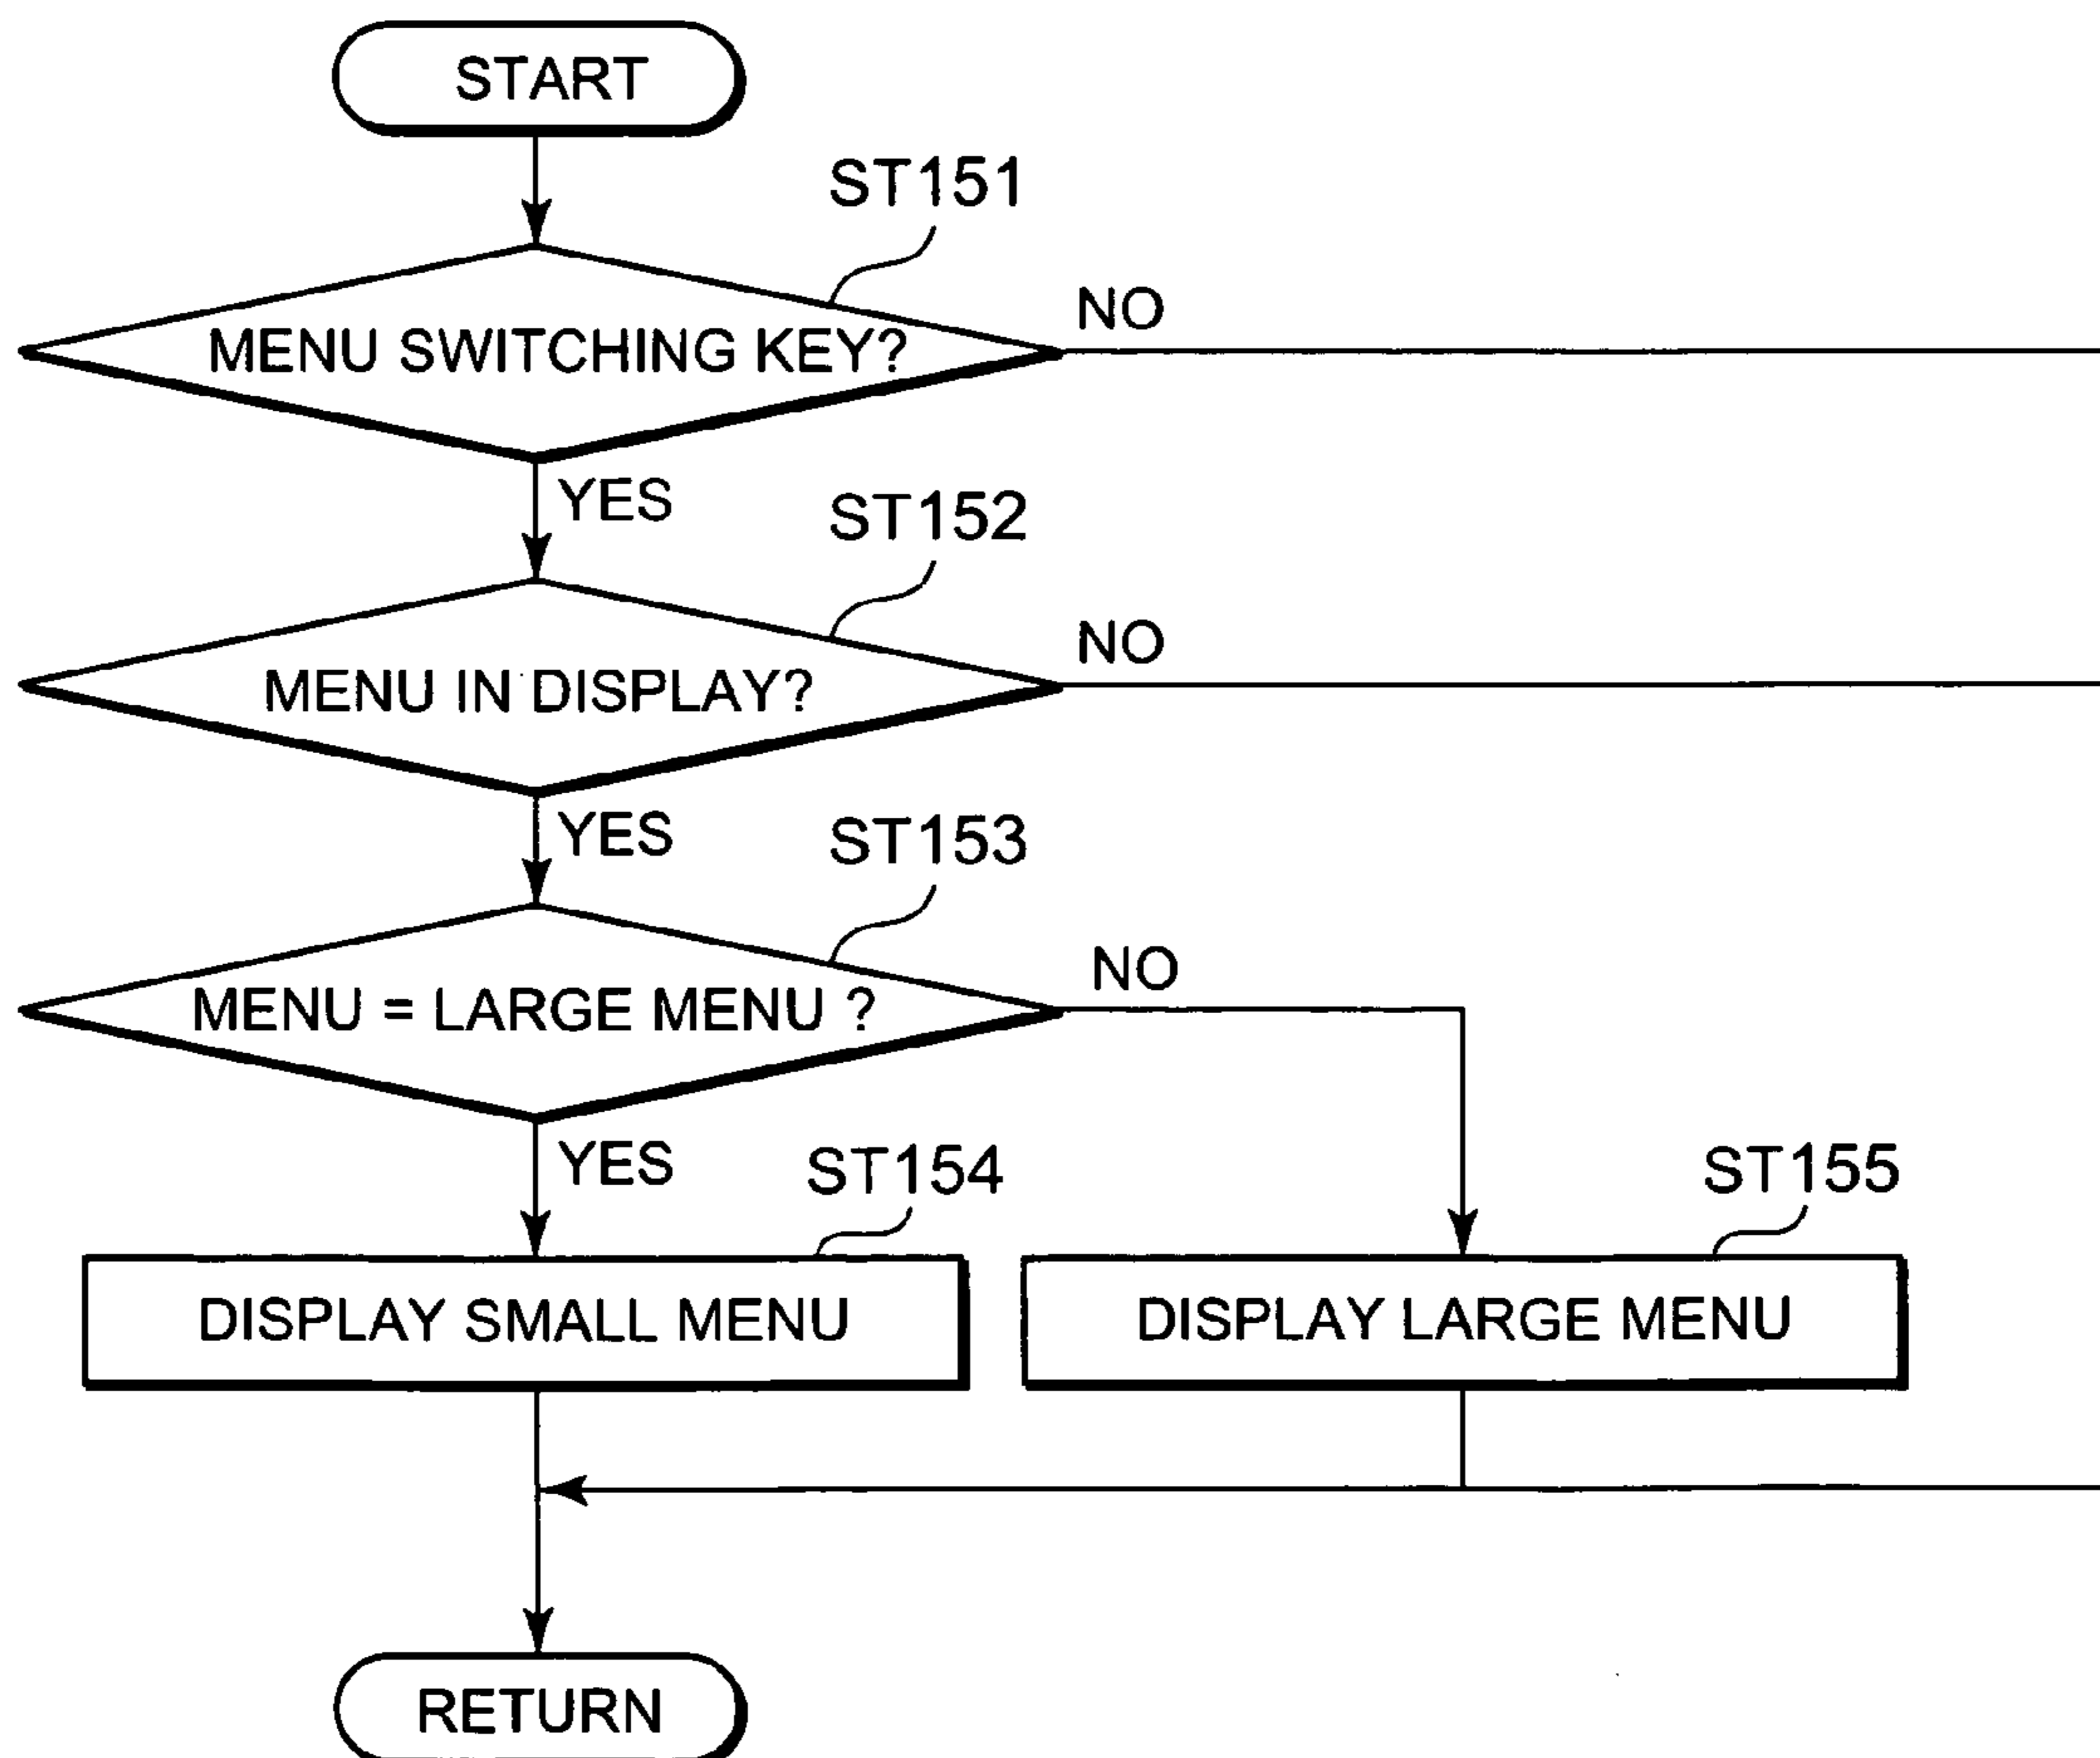 START
ST151
MENU SWITCHING KEY?
NO
YES
ST152
MENU IN DISPLAY?
NO
YES
ST153
MENU = LARGE MENU ?
NO
YES
ST154
ST155
DISPLAY SMALL MENU
DISPLAY LARGE MENU
RETURN